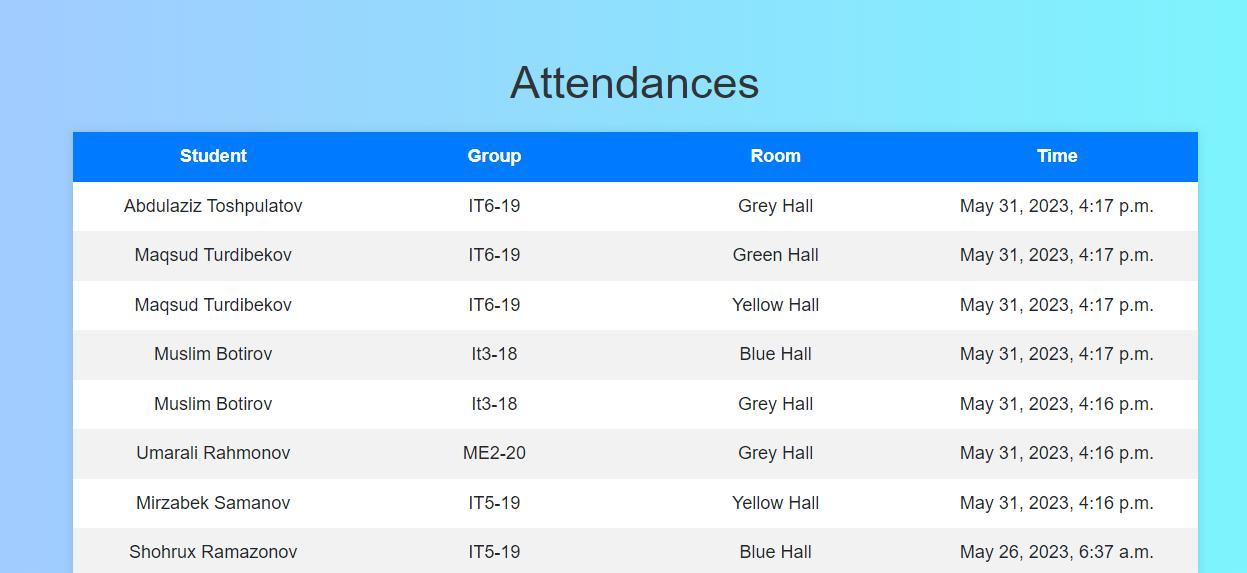 Attendances
Student Group Room Time
Abdulaziz Toshpulatov IT6-19 Grey Hall May 31, 2023, 4:17 p.m.
Maqsud Turdibekov IT6-19 Green Hall May 31, 2023, 4:17 p.m.
Maqsud Turdibekov IT6-19 Yellow Hall May 31, 2023, 4:17 p.m.
Muslim Botirov It3-18 Blue Hall May 31, 2023, 4:17 p.m.
Muslim Botirov It3-18 Grey Hall May 31, 2023, 4:16 p.m.
Umarali Rahmonov ME2-20 Grey Hall May 31, 2023, 4:16 p.m.
Mirzabek Samanov IT5-19 Yellow Hall May 31, 2023, 4:16 p.m.
Shohrux Ramazonov IT5-19 Blue Hall May 26, 2023, 6:37 a.m.